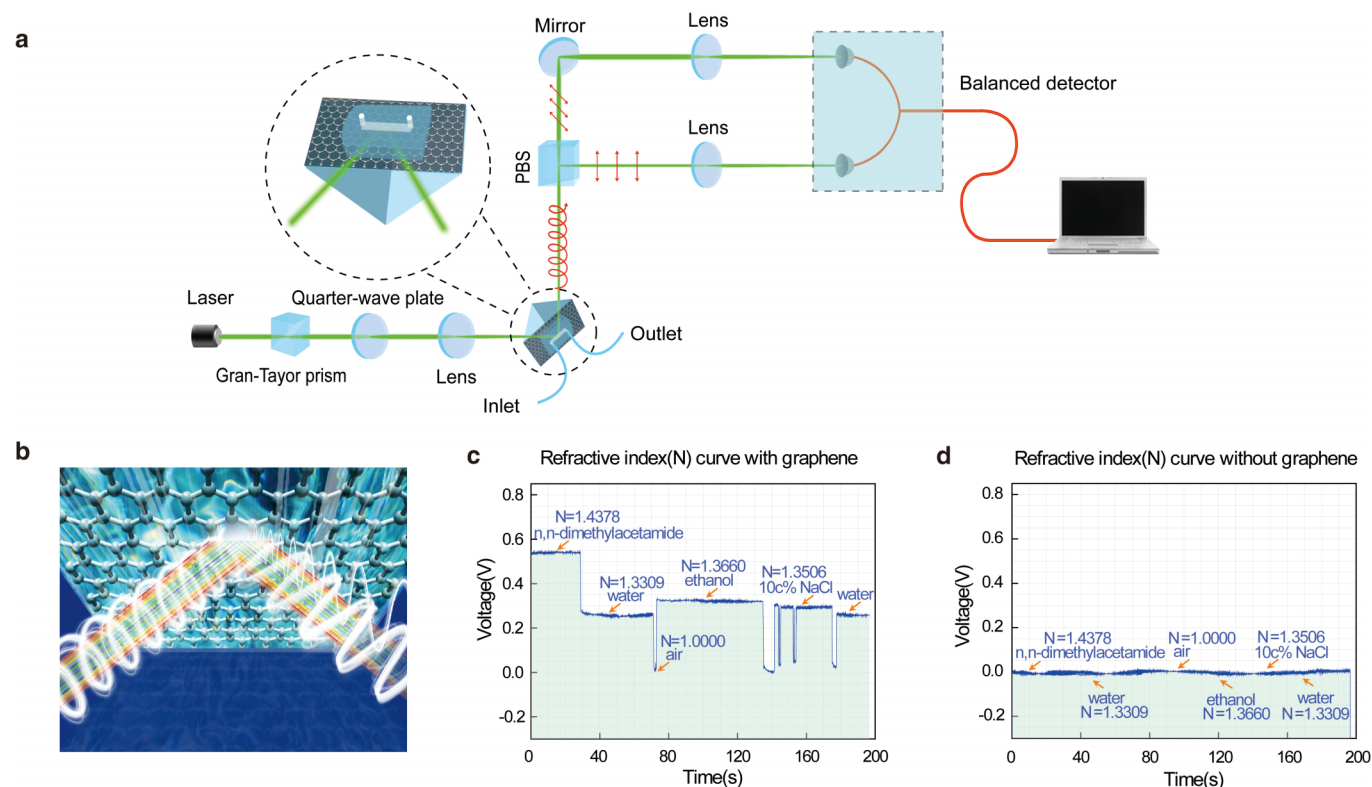 a
Mirror
Lens
Balanced detector
PBS
Lens
Laser
Quarter-wave plate
Gran-Tayor prism
Lens
Outlet
Inlet
b
c
Refractive index(N) curve with graphene
Voltage(V)
0.8
0.6
0.4
0.2
0.0
-0.2
N=1.4378
n,n-dimethylacetamide
N=1.3309
water
N=1.0000
air
N=1.3660
ethanol
N=1.3506
10c% NaCl
water
0
40
80
120
160
200
Time(s)
d
Refractive index(N) curve without graphene
Voltage(V)
0.8
0.6
0.4
0.2
0.0
-0.2
N=1.4378
n,n-dimethylacetamide
N=1.0000
air
N=1.3506
10c% NaCl
water
N=1.3309
ethanol
N=1.3660
water
N=1.3309
0
40
80
120
160
200
Time(s)